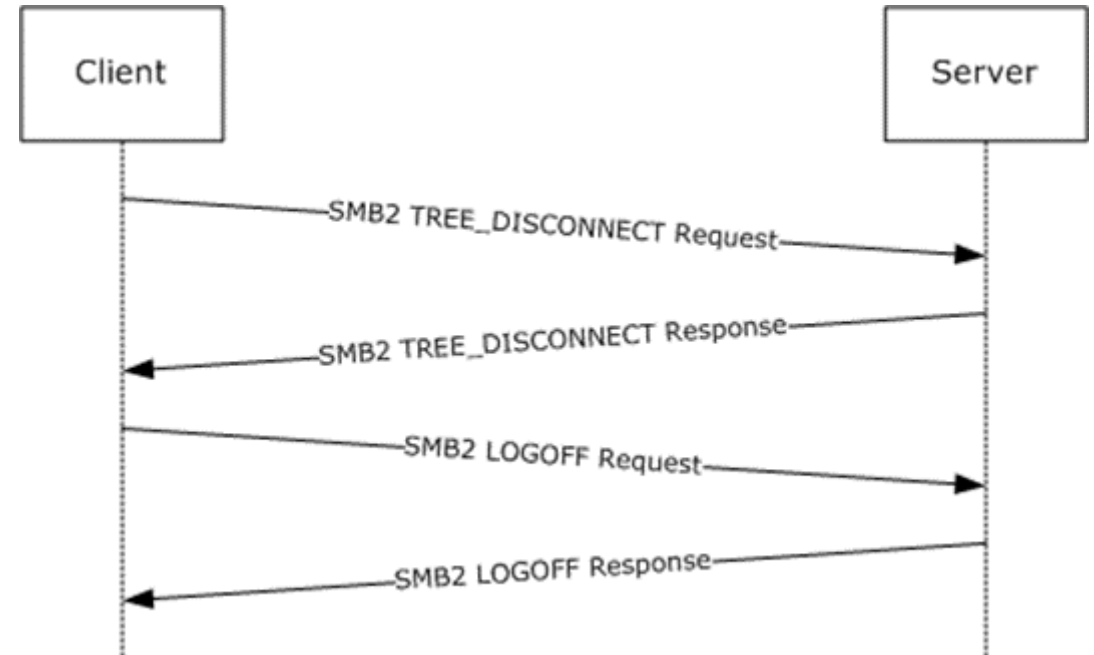 Client
Server
SMB2 TREE_DISCONNECT Request
SMB2 TREE_DISCONNECT Response
SMB2 LOGOFF Request
SMB2 LOGOFF Response